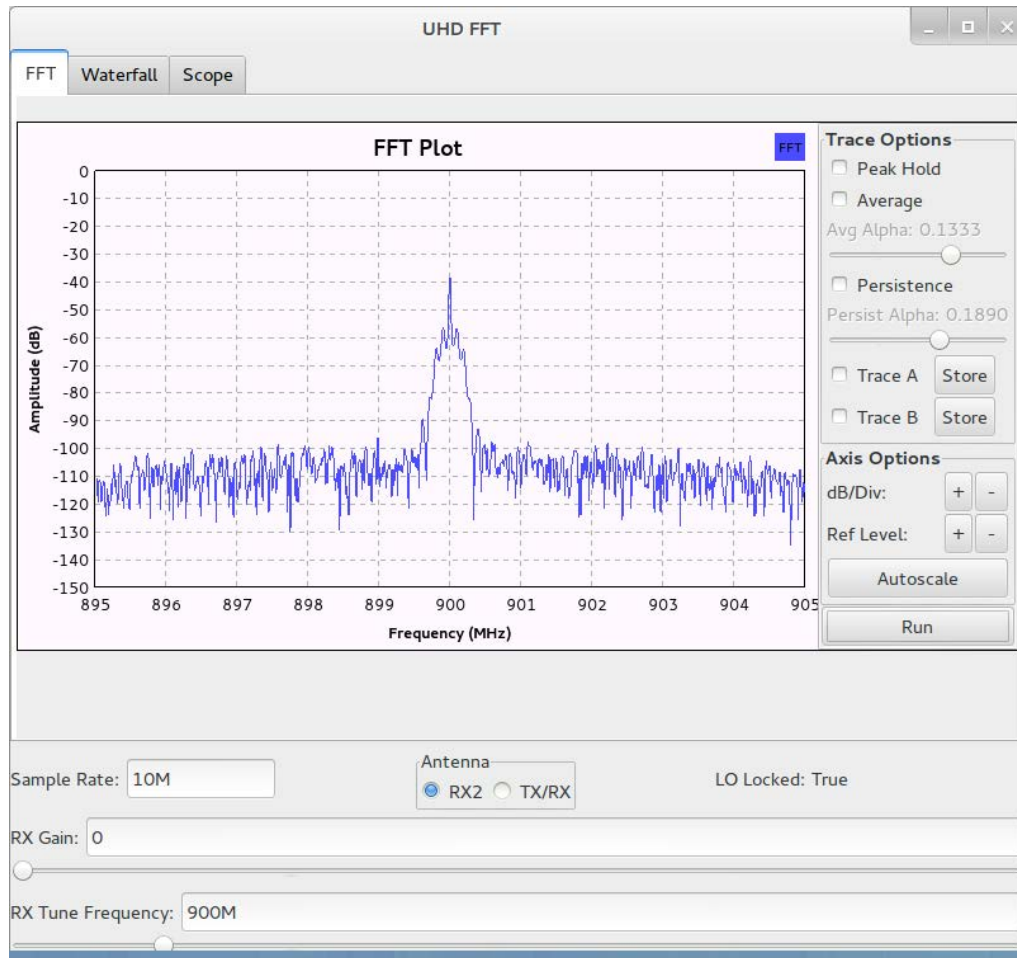 UHD FFT
FFT Waterfall Scope
FFT Plot
FFT
0
-10
-20
-30
-40
-50
-60
-70
-80
-90
-100
-110
-120
-130
-140
-150
Amplitude (dB)
895 896 897 898 899 900 901 902 903 904 905
Frequency (MHz)
Trace Options
Peak Hold
Average
Avg Alpha: 0.1333
Persistence
Persist Alpha: 0.1890
Trace A Store
Trace B Store
Axis Options
dB/Div: + -
Ref Level: + -
Autoscale
Run
Sample Rate: 10M
Antenna
RX2 TX/RX
LO Locked: True
RX Gain: 0
RX Tune Frequency: 900M